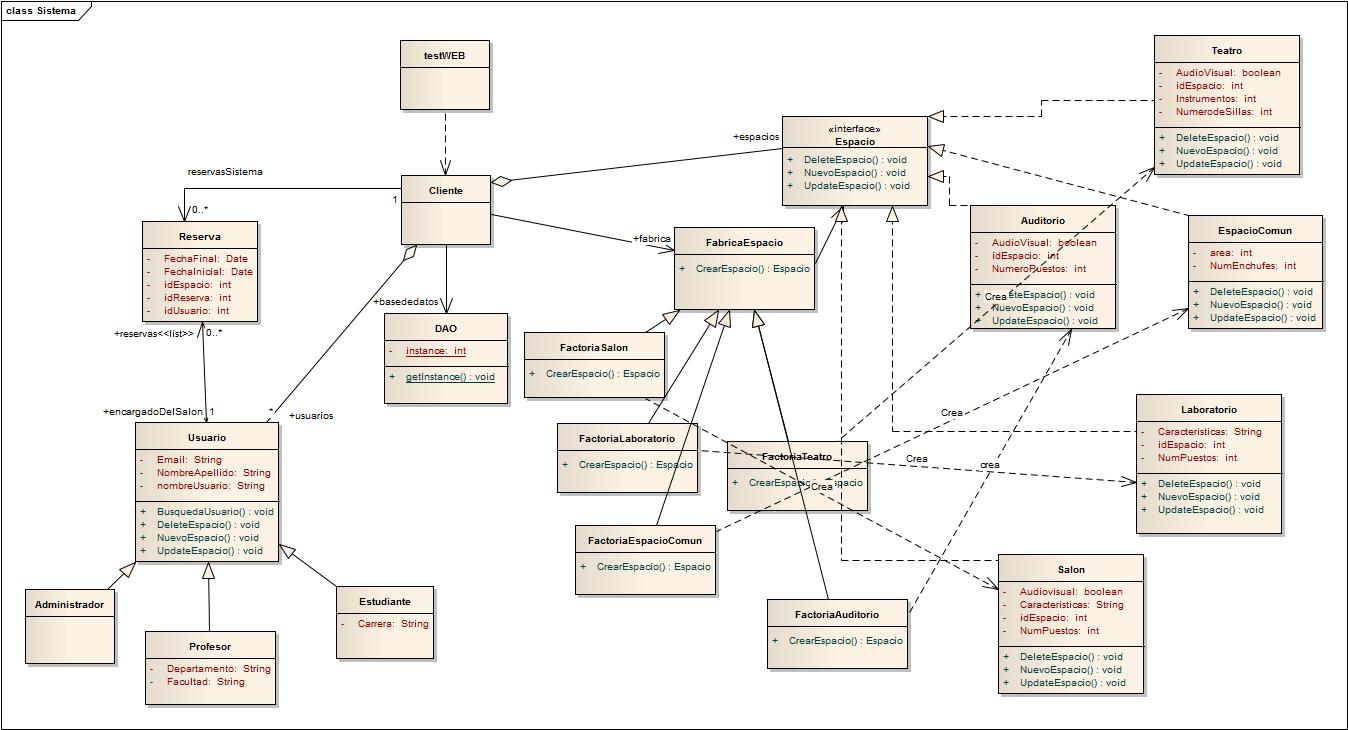 class Sistema
testWEB
Cliente
1
reservasSistema
0..*
+espacios
+fabrica
+basededatos
*
+usuarios
Reserva
- FechaFinal: Date
- FechaInicial: Date
- idEspacio: int
- idReserva: int
- idUsuario: int
+reservas<<list>>
0..*
+encargadoDelSalon
1
DAO
- instance: int
+ getInstance() : void
Usuario
- Email: String
- NombreApellido: String
- nombreUsuario: String
+ BusquedaUsuario() : void
+ DeleteEspacio() : void
+ NuevoEspacio() : void
+ UpdateEspacio() : void
Administrador
Profesor
- Departamento: String
- Facultad: String
Estudiante
- Carrera: String
«interface»
Espacio
+ DeleteEspacio() : void
+ NuevoEspacio() : void
+ UpdateEspacio() : void
FabricaEspacio
+ CrearEspacio() : Espacio
FactoriaSalon
+ CrearEspacio() : Espacio
FactoriaLaboratorio
+ CrearEspacio() : Espacio
FactoriaTeatro
+ CrearEspacio
FactoriaEspacioComun
+ CrearEspacio() : Espacio
FactoriaAuditorio
+ CrearEspacio() : Espacio
Teatro
- AudioVisual: boolean
- idEspacio: int
- Instrumentos: int
- NumerodeSillas: int
+ DeleteEspacio() : void
+ NuevoEspacio() : void
+ UpdateEspacio() : void
Auditorio
- AudioVisual: boolean
- idEspacio: int
- NumeroPuestos: int
+ eteEspacio() : void
+ NuevoEspacio() : void
+ UpdateEspacio() : void
Crea
EspacioComun
- area: int
- NumEnchufes: int
+ DeleteEspacio() : void
+ NuevoEspacio() : void
+ UpdateEspacio() : void
Crea
Crea
crea
Crea
Laboratorio
- Caracteristicas: String
- idEspacio: int
- NumPuestos: int
+ DeleteEspacio() : void
+ NuevoEspacio() : void
+ UpdateEspacio() : void
Salon
- Audiovisual: boolean
- Caracteristicas: String
- idEspacio: int
- NumPuestos: int
+ DeleteEspacio() : void
+ NuevoEspacio() : void
+ UpdateEspacio() : void